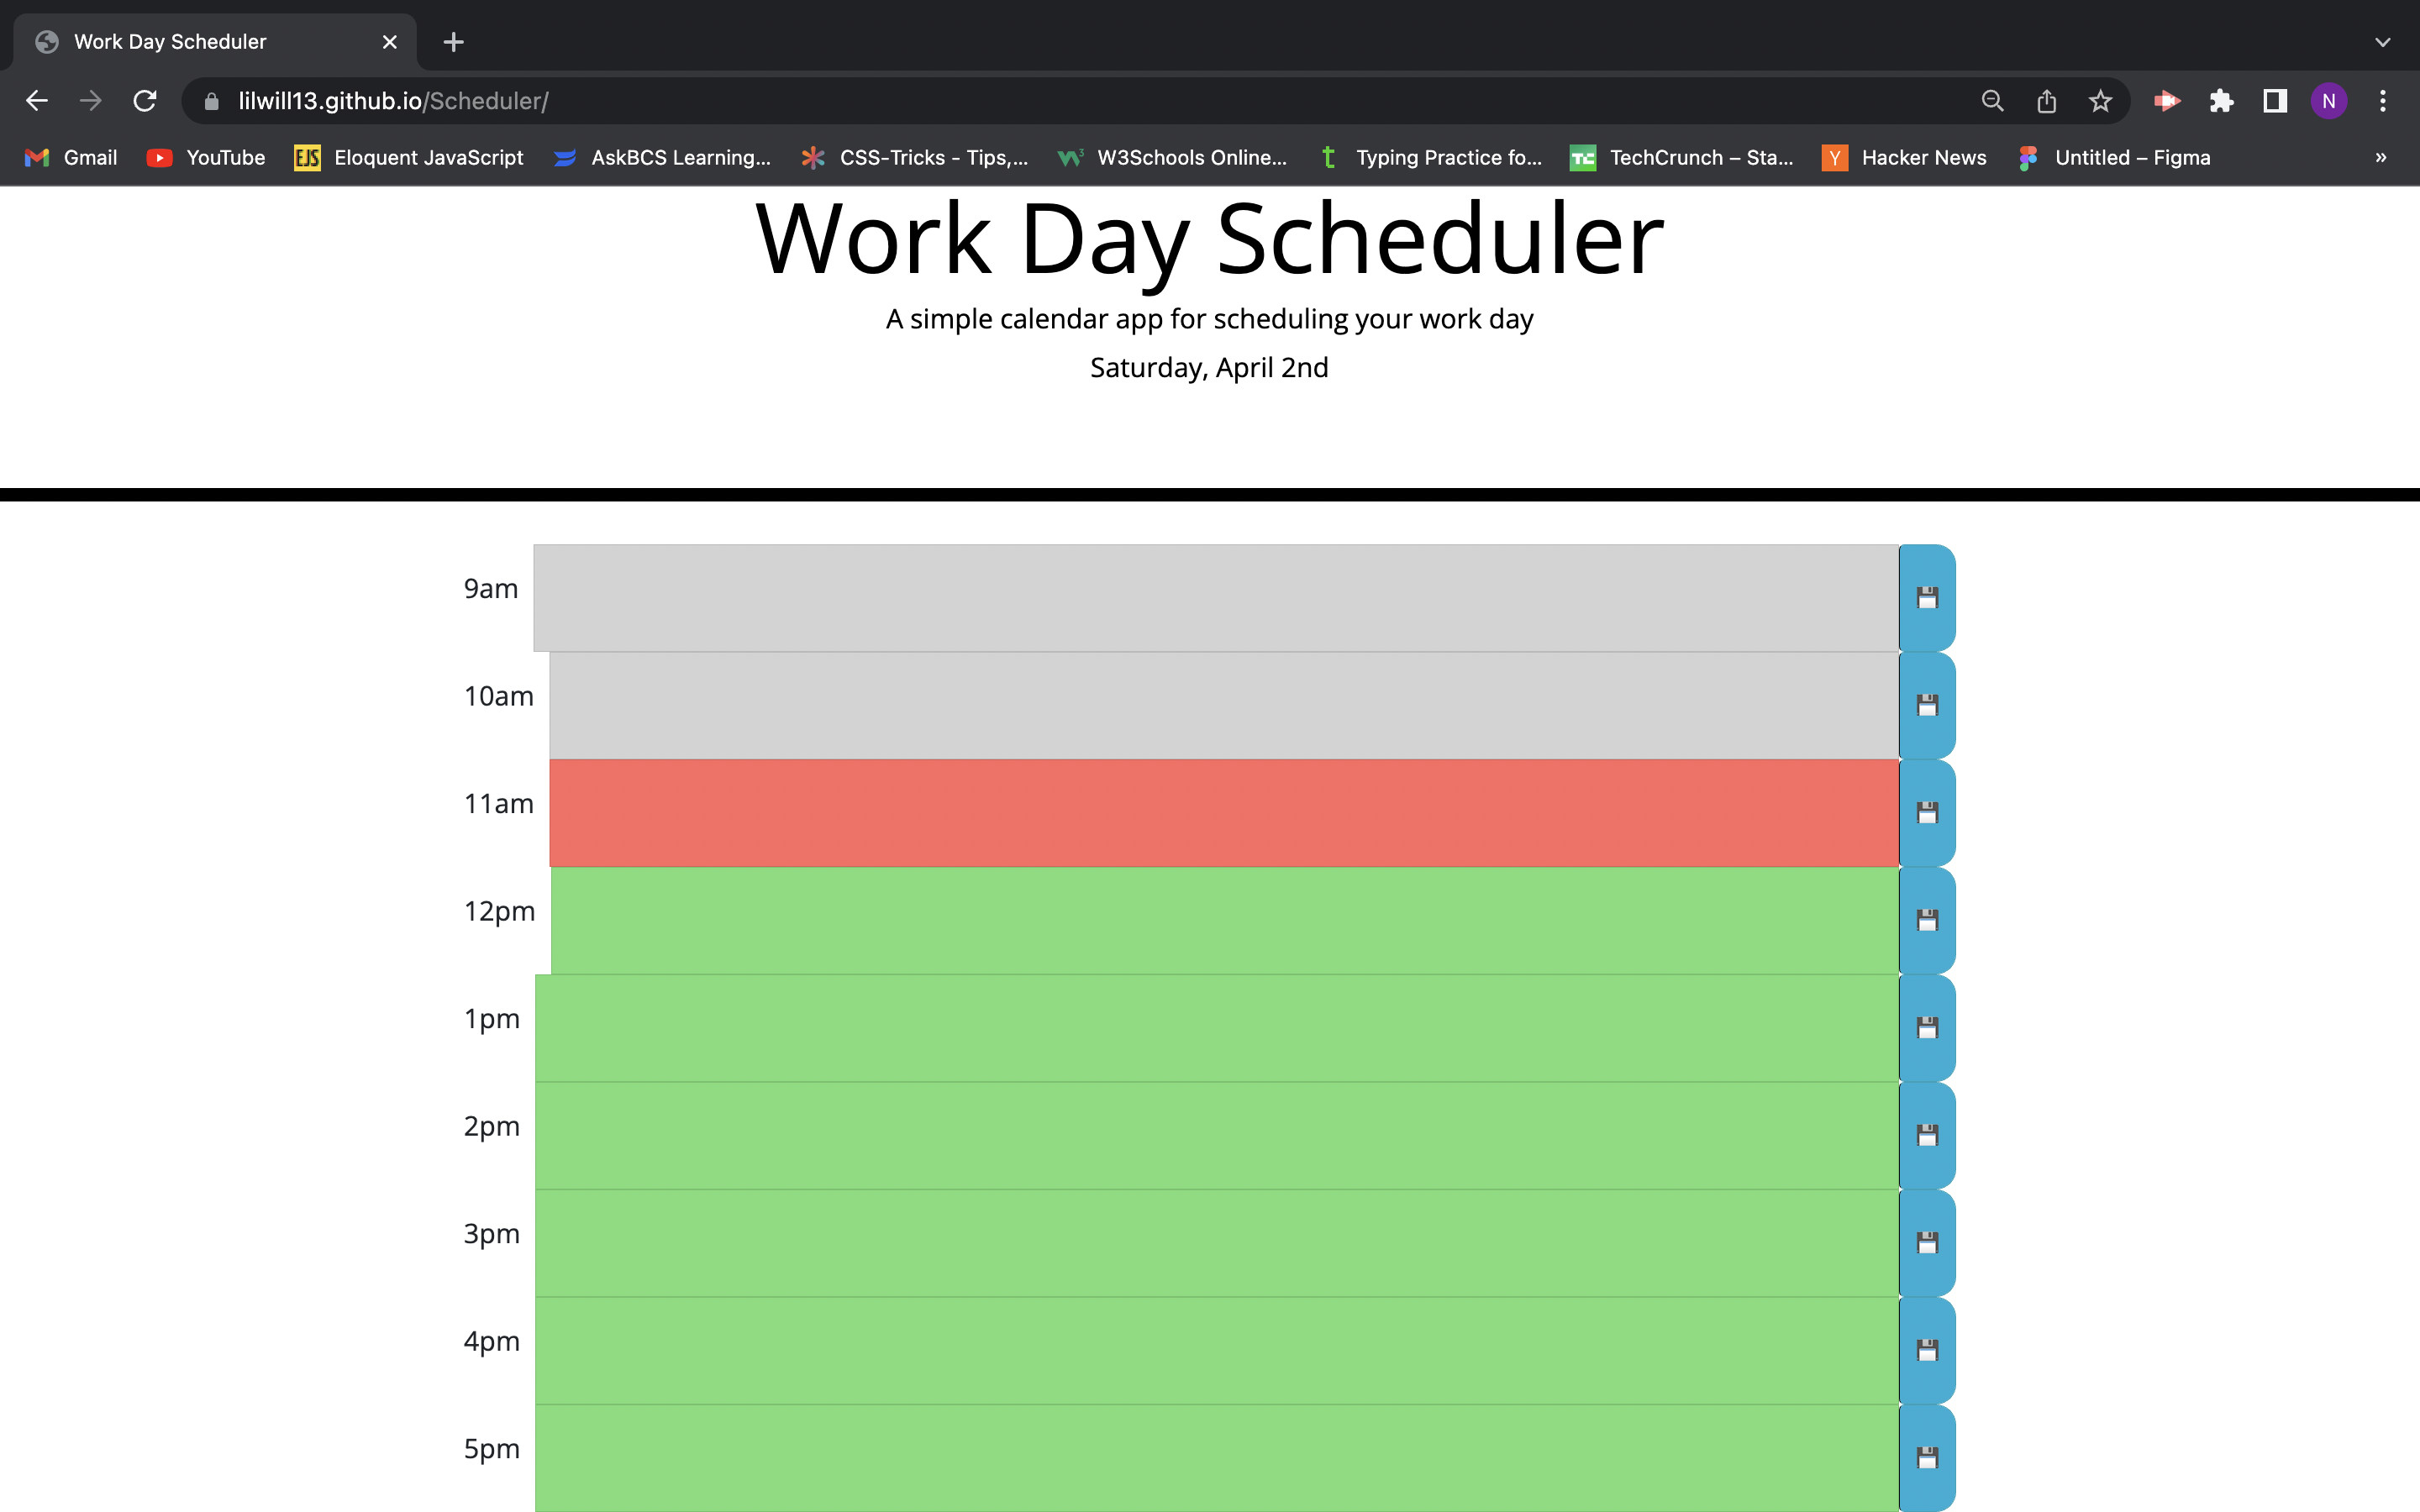 Work Day Scheduler
lilwill13.github.io/Scheduler/
N
Gmail YouTube EJS Eloquent JavaScript AskBCS Learning... CSS-Tricks - Tips,... W3Schools Online... t Typing Practice fo... TC TechCrunch – Sta... Y Hacker News Untitled – Figma »
Work Day Scheduler
A simple calendar app for scheduling your work day
Saturday, April 2nd
9am
10am
11am
12pm
1pm
2pm
3pm
4pm
5pm